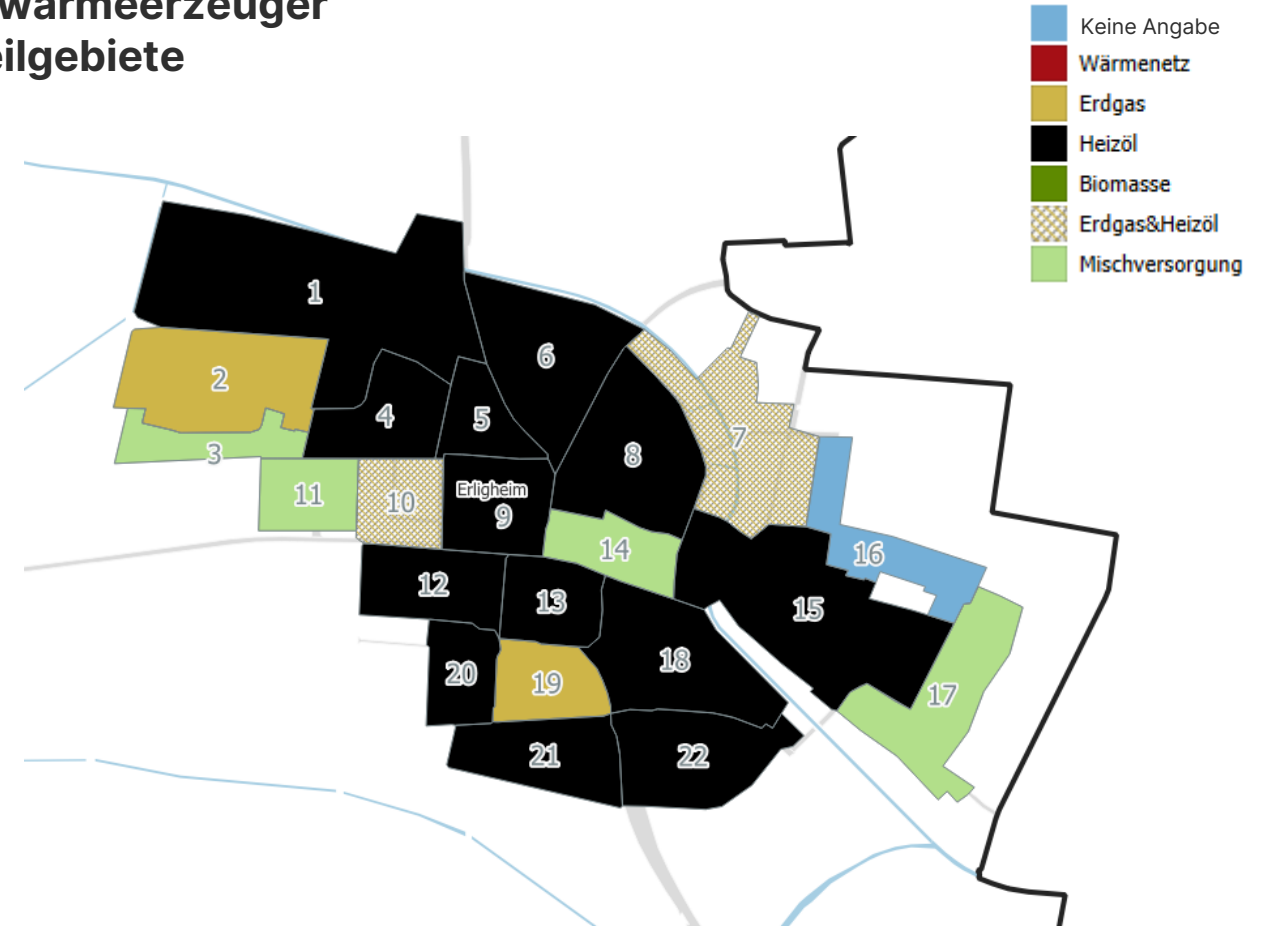 wärmeerzeuger
eilgebiete
Keine Angabe
Wärmenetz
Erdgas
Heizöl
Biomasse
Erdgas&Heizöl
Mischversorgung
1
2
3
4
5
6
7
8
Erligheim
9
10
11
12
13
14
15
16
17
18
19
20
21
22